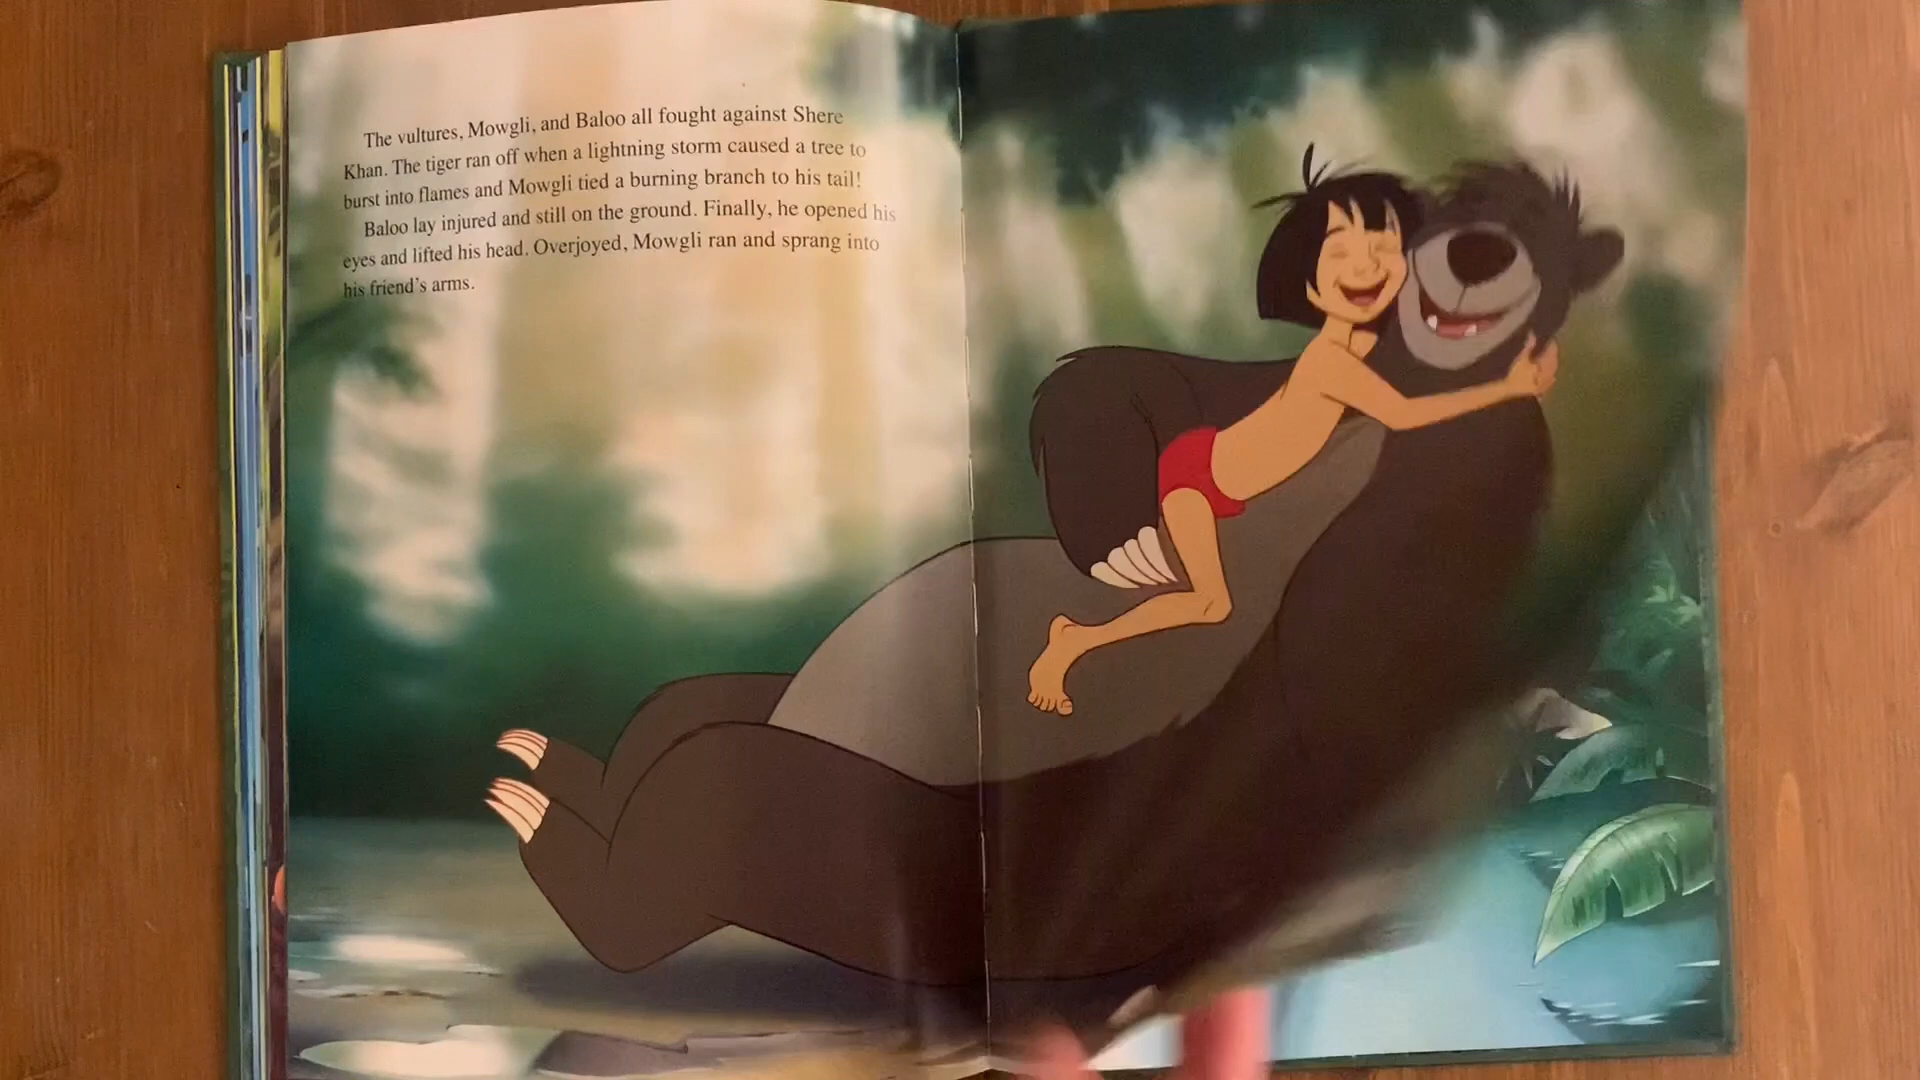 The vultures, Mowgli, and Baloo all fought against Shere
Khan. The tiger ran off when a lightning storm caused a tree to
burst into flames and Mowgli tied a burning branch to his tail!
Baloo lay injured and still on the ground. Finally, he opened his
eyes and lifted his head. Overjoyed, Mowgli ran and sprang into
his friend's arms.